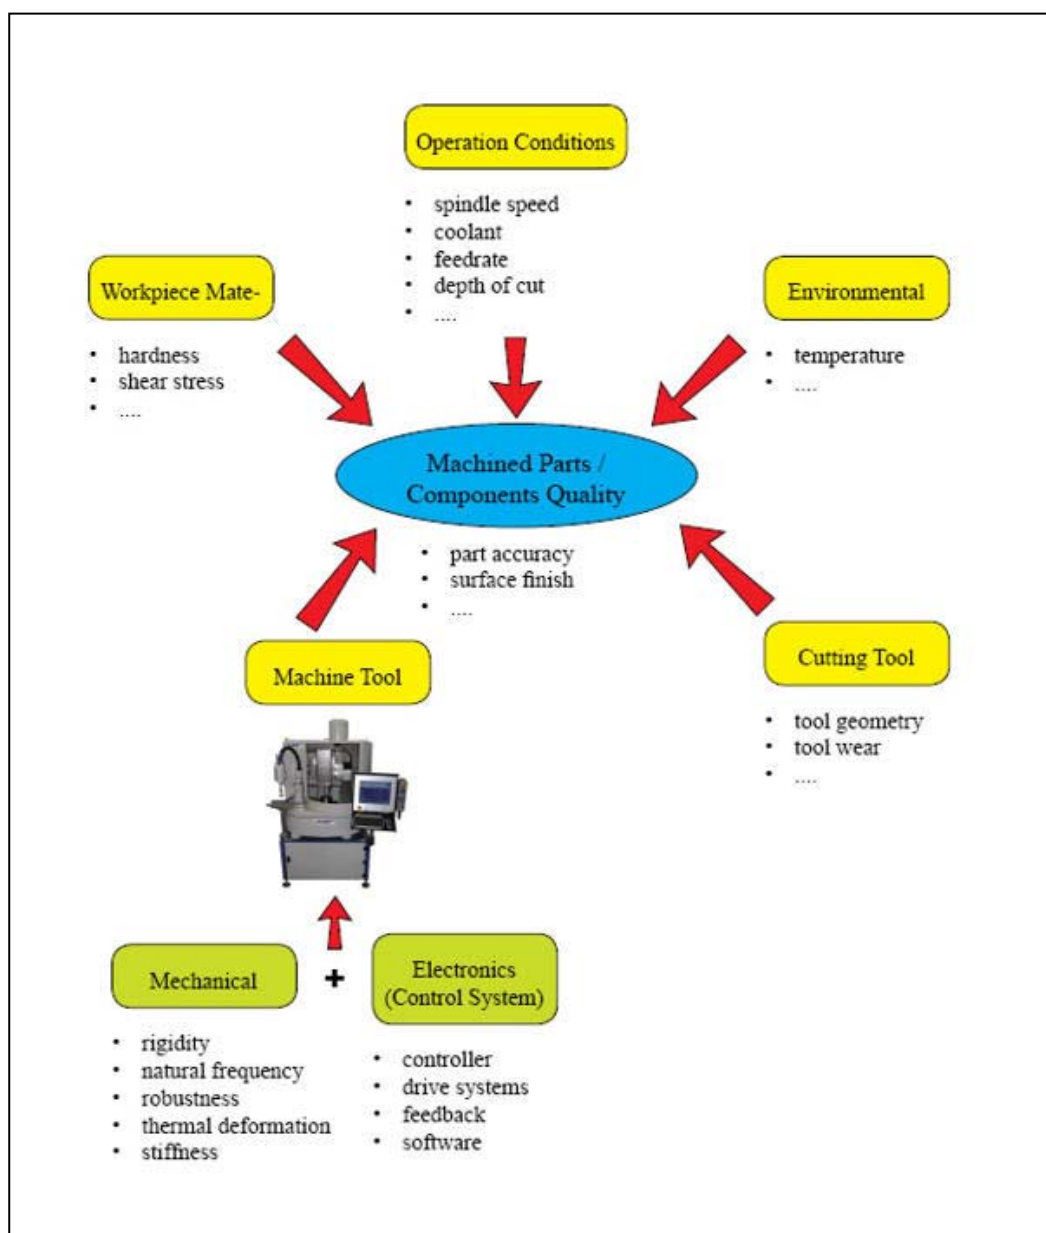 Operation Conditions
• spindle speed
• coolant
• feedrate
• depth of cut
• ....
Workpiece Mate-
• hardness
• shear stress
• ....
Environmental
• temperature
• ....
Machined Parts /
Components Quality
• part accuracy
• surface finish
• ....
Machine Tool
Cutting Tool
• tool geometry
• tool wear
• ....
Mechanical
+
Electronics
(Control System)
• rigidity
• natural frequency
• robustness
• thermal deformation
• stiffness
• controller
• drive systems
• feedback
• software